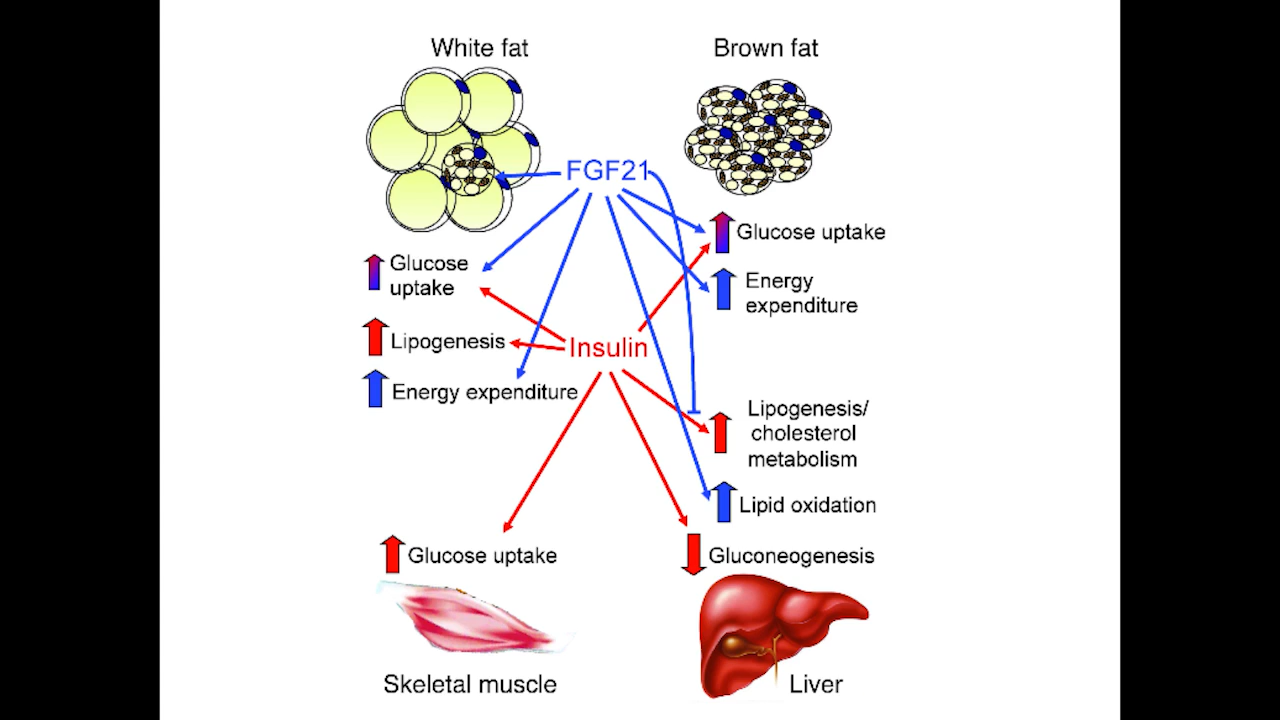 White fat
Brown fat
FGF21
Glucose uptake
Glucose
uptake
Energy
expenditure
Lipogenesis
Insulin
Energy expenditure
Lipogenesis/
cholesterol
metabolism
Lipid oxidation
Glucose uptake
Gluconeogenesis
Skeletal muscle
Liver